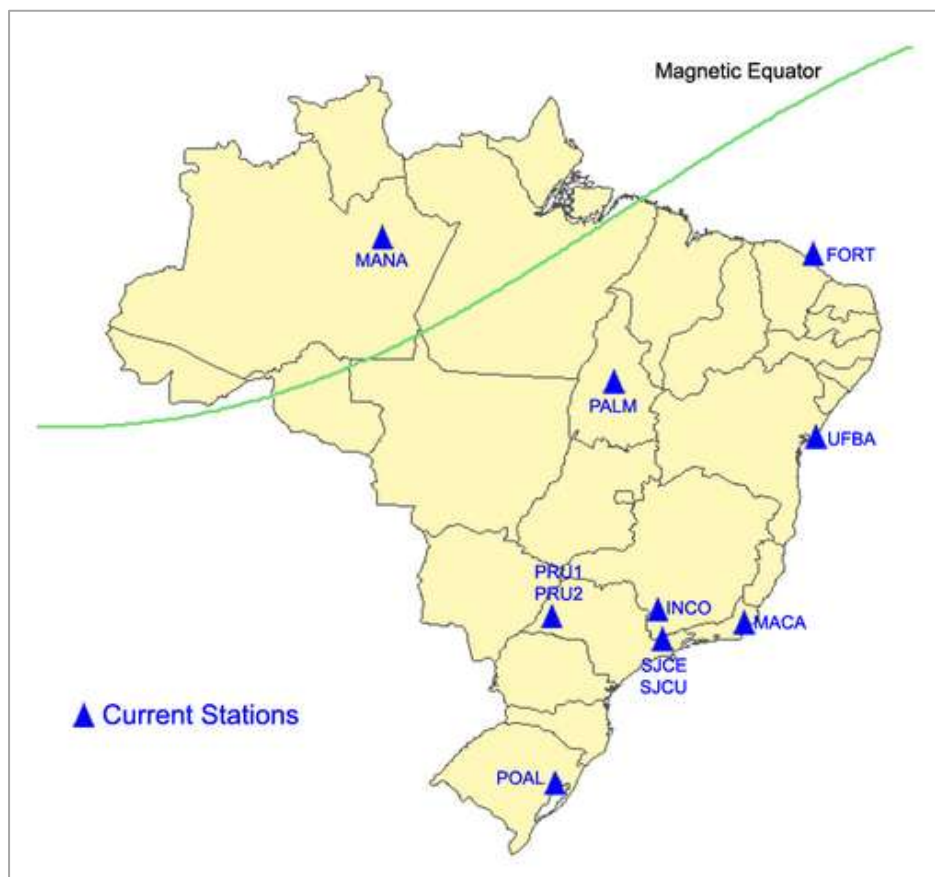 Magnetic Equator
MANA
FORT
PALM
UFBA
PRU1
PRU2
INCO
MACA
SJCE
SJCU
Current Stations
POAL